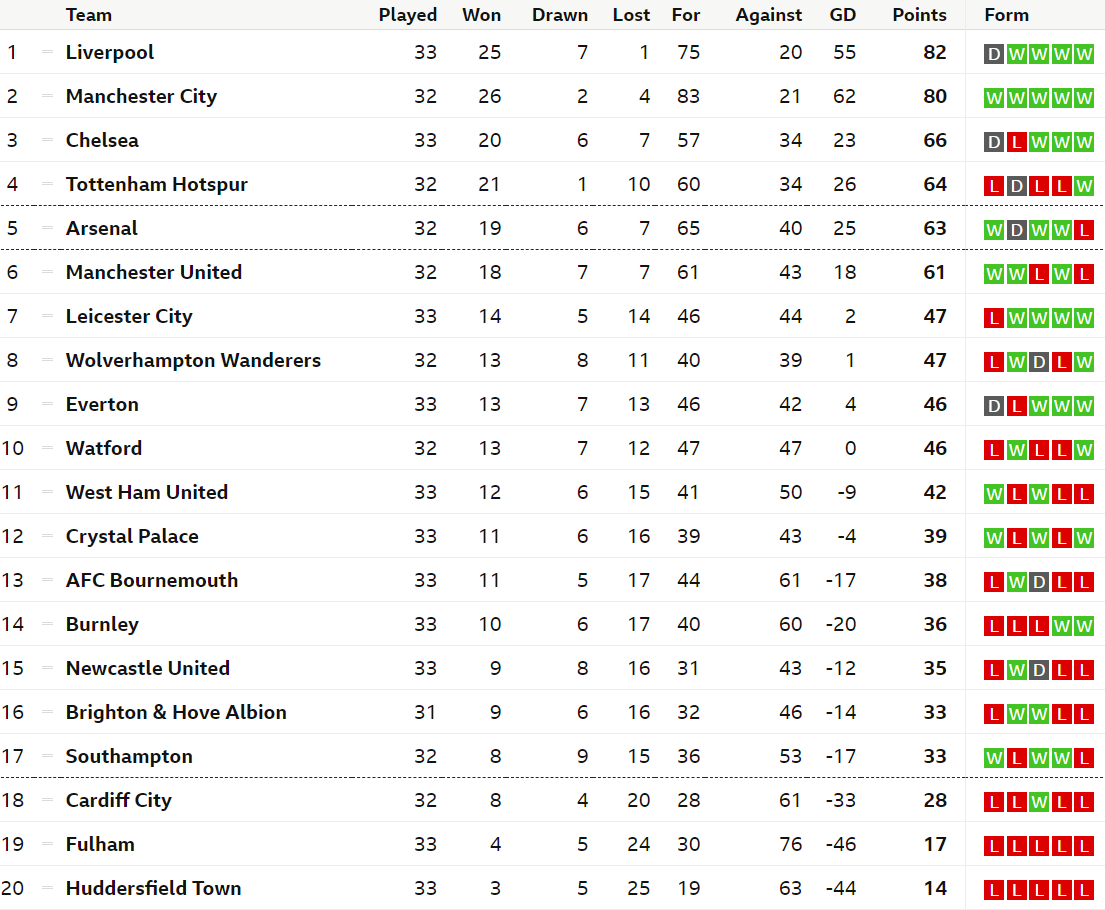 Team Played Won Drawn Lost For Against GD Points Form
1 Liverpool 33 25 7 1 75 20 55 82 D W W W W
2 Manchester City 32 26 2 4 83 21 62 80 W W W W W
3 Chelsea 33 20 6 7 57 34 23 66 D L W W W
4 Tottenham Hotspur 32 21 1 10 60 34 26 64 L D L L W
5 Arsenal 32 19 6 7 65 40 25 63 W D W W L
6 Manchester United 32 18 7 7 61 43 18 61 W W L W L
7 Leicester City 33 14 5 14 46 44 2 47 L W W W W
8 Wolverhampton Wanderers 32 13 8 11 40 39 1 47 L W D L W
9 Everton 33 13 7 13 46 42 4 46 D L W W W
10 Watford 32 13 7 12 47 47 0 46 L W L L W
11 West Ham United 33 12 6 15 41 50 -9 42 W L W L L
12 Crystal Palace 33 11 6 16 39 43 -4 39 W L W L W
13 AFC Bournemouth 33 11 5 17 44 61 -17 38 L W D L L
14 Burnley 33 10 6 17 40 60 -20 36 L L L W W
15 Newcastle United 33 9 8 16 31 43 -12 35 L W D L L
16 Brighton & Hove Albion 31 9 6 16 32 46 -14 33 L W W L L
17 Southampton 32 8 9 15 36 53 -17 33 W L W W L
18 Cardiff City 32 8 4 20 28 61 -33 28 L L W L L
19 Fulham 33 4 5 24 30 76 -46 17 L L L L L
20 Huddersfield Town 33 3 5 25 19 63 -44 14 L L L L L